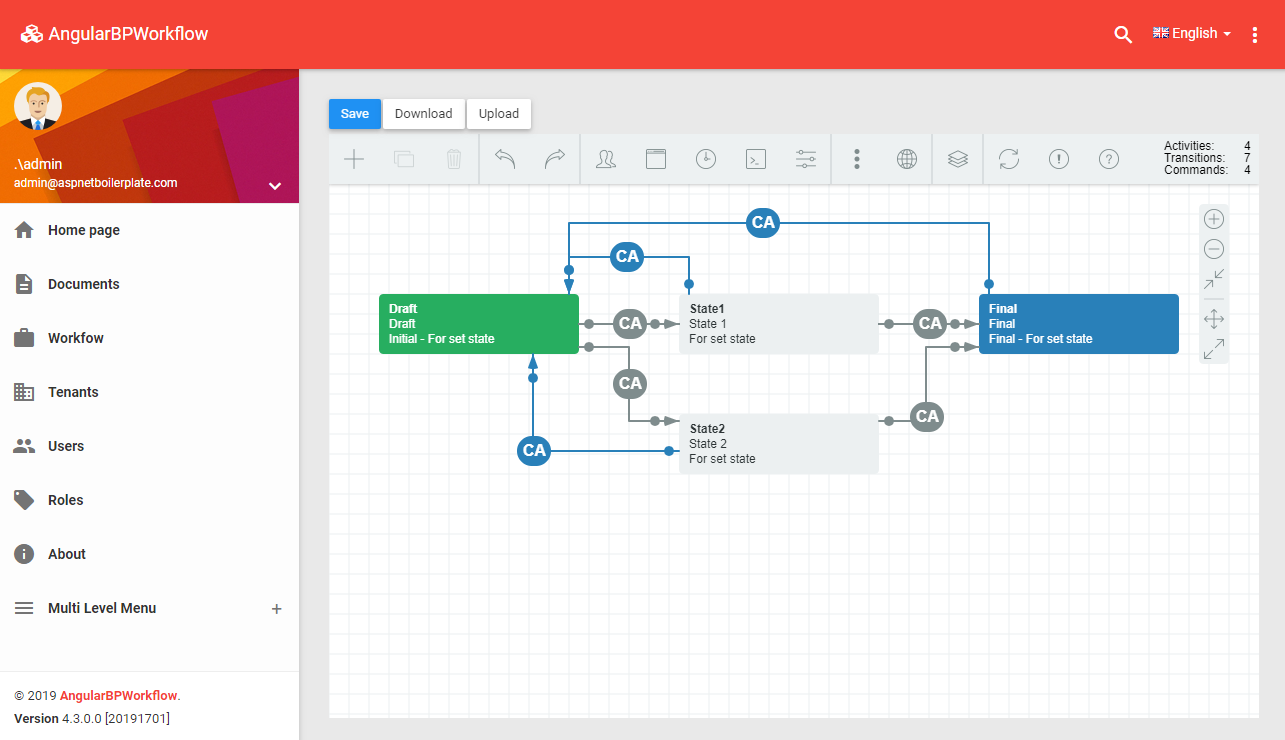 AngularBPWorkflow
English
.\admin
admin@aspnetboilerplate.com
Home page
Documents
Workfow
Tenants
Users
Roles
About
Multi Level Menu
+
© 2019 AngularBPWorkflow.
Version 4.3.0.0 [20191701]
Save Download Upload
Activities: 4
Transitions: 7
Commands: 4
CA
CA
Draft
Draft
Initial - For set state
CA
State1
State 1
For set state
CA
Final
Final
Final - For set state
CA
CA
State2
State 2
For set state
CA